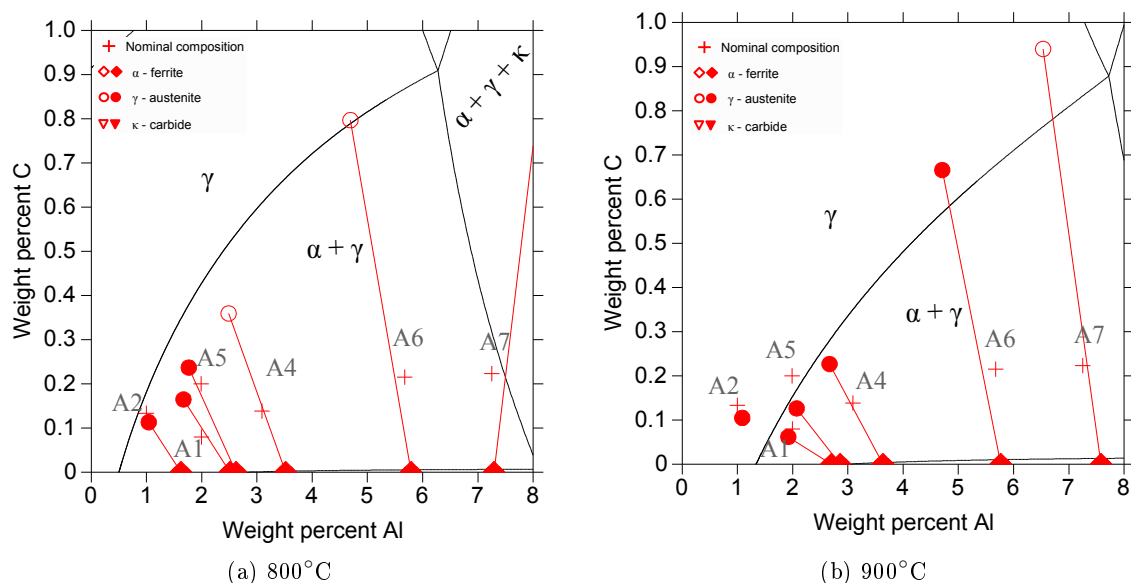 1.0
0.9
0.8
0.7
0.6
0.5
0.4
0.3
0.2
0.1
0
Weight percent C
Nominal composition
α - ferrite
γ - austenite
κ - carbide
γ
α + γ
α + γ + κ
A2
A1
A5
A4
A6
A7
0 1 2 3 4 5 6 7 8
Weight percent Al
(a) 800°C
1.0
0.9
0.8
0.7
0.6
0.5
0.4
0.3
0.2
0.1
0
Weight percent C
Nominal composition
α - ferrite
γ - austenite
κ - carbide
γ
α + γ
A2
A1
A5
A4
A6
A7
0 1 2 3 4 5 6 7 8
Weight percent Al
(b) 900°C